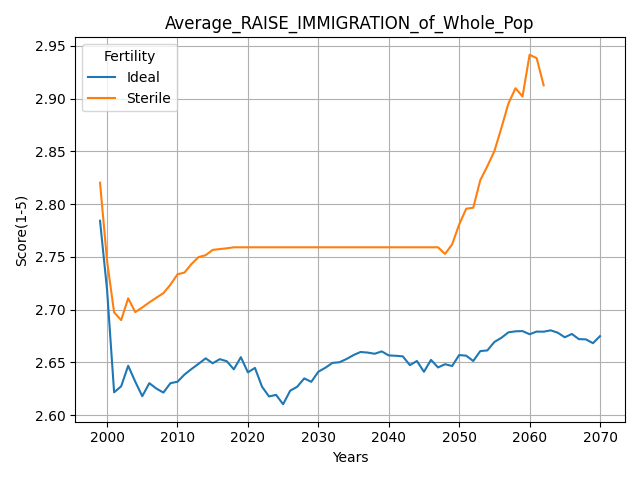 Average_RAISE_IMMIGRATION_of_Whole_Pop
Fertility
Ideal
Sterile
Score(1-5)
2.95
2.90
2.85
2.80
2.75
2.70
2.65
2.60
2000 2010 2020 2030 2040 2050 2060 2070
Years